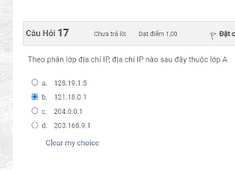 Câu Hỏi 17 Chưa trả lời Đạt điểm 1,00 Đặt c
Theo phân lớp địa chỉ IP, địa chỉ IP nào sau đây thuộc lớp A
a. 128.19.1.5
b. 121.18.0.1
c. 204.0.0.1
d. 203.168.9.1
Clear my choice